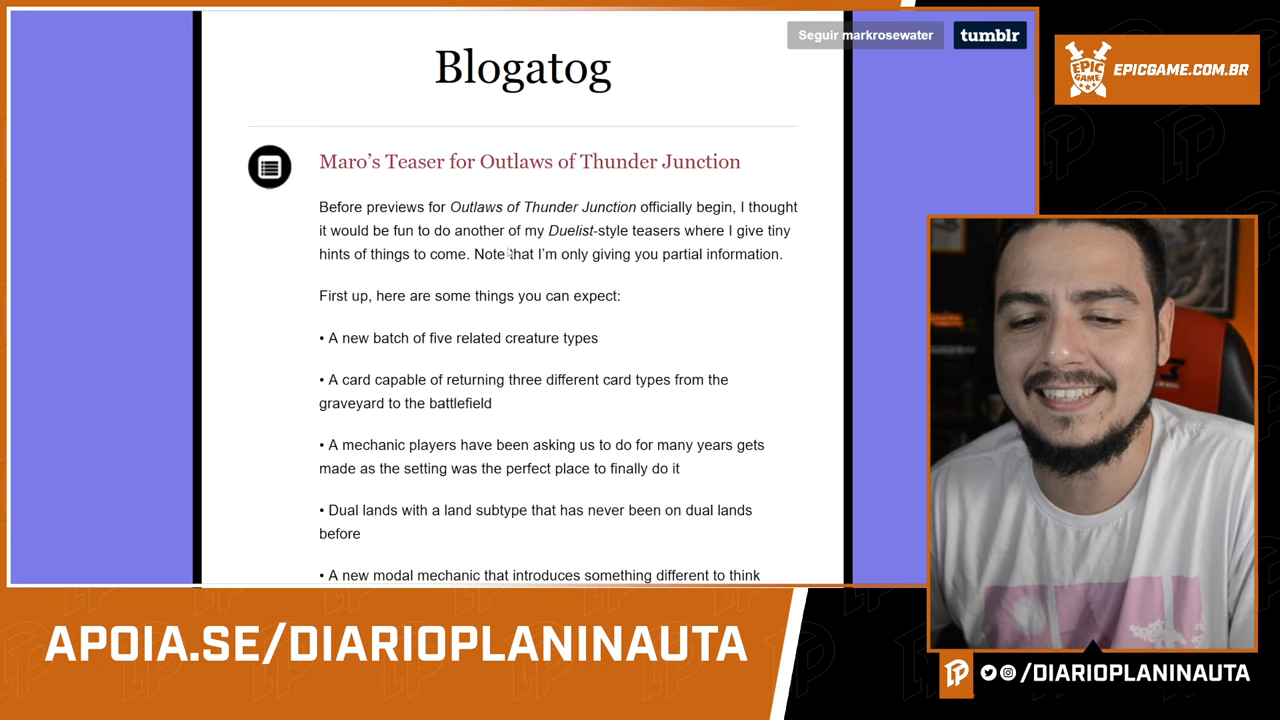 Seguir markrosewater
tumblr
Blogatog
Maro’s Teaser for Outlaws of Thunder Junction
Before previews for Outlaws of Thunder Junction officially begin, I thought
it would be fun to do another of my Duelist-style teasers where I give tiny
hints of things to come. Note that I’m only giving you partial information.
First up, here are some things you can expect:
• A new batch of five related creature types
• A card capable of returning three different card types from the
graveyard to the battlefield
• A mechanic players have been asking us to do for many years gets
made as the setting was the perfect place to finally do it
• Dual lands with a land subtype that has never been on dual lands
before
• A new modal mechanic that introduces something different to think
EPIC
GAME
EPICGAME.COM.BR
APOIA.SE/DIARIOPLANINAUTA
/DIARIOPLANINAUTA